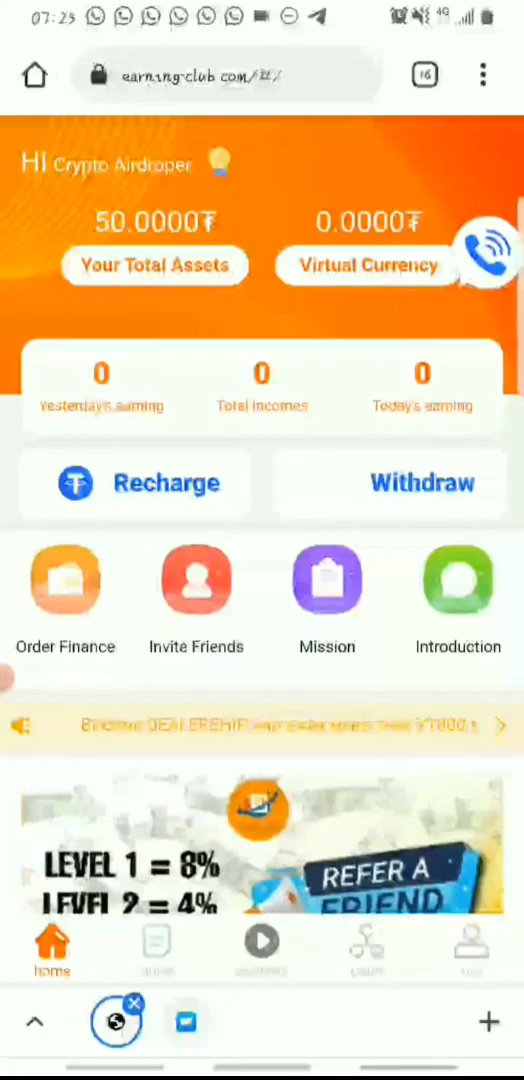 07:25
4G
earning-club.com/#/
16
HI Crypto Airdroper
50.0000₮ 0.0000₮
Your Total Assets Virtual Currency
0 0 0
Yesterday's earning Total Incomes Today's earning
Recharge Withdraw
Order Finance Invite Friends Mission Introduction
LEVEL 1 = 8%
LEVEL 2 = 4%
REFER A
FRIEND
home